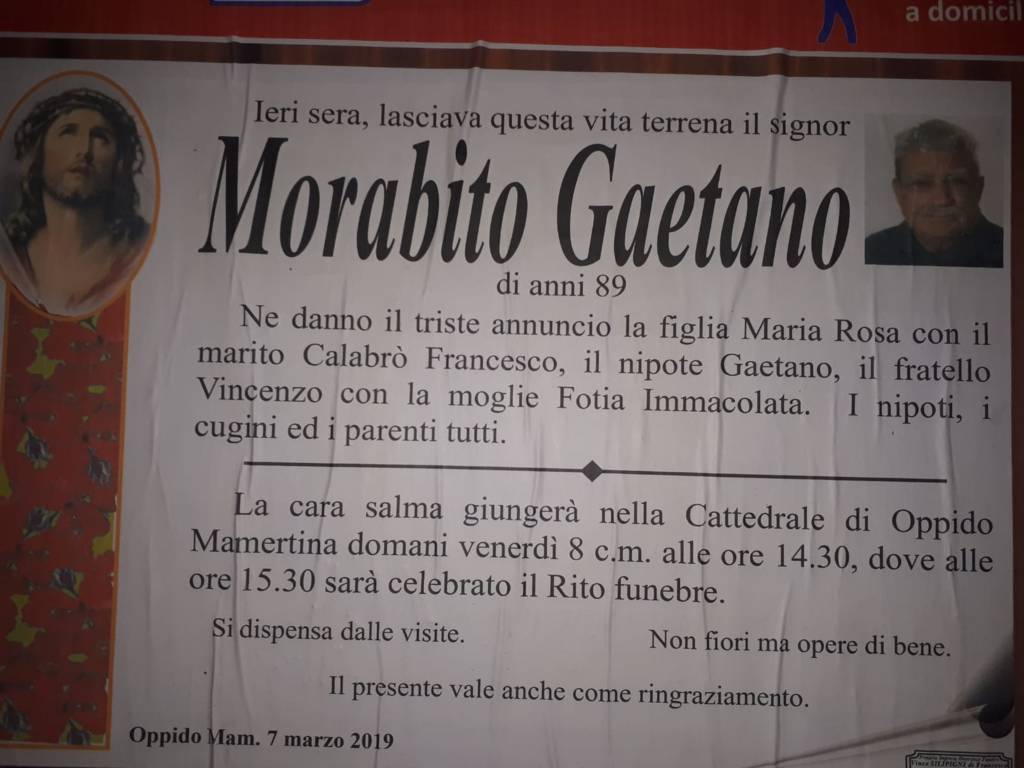 a domicil
Ieri sera, lasciava questa vita terrena il signor
Morabito Gaetano
di anni 89
Ne danno il triste annuncio la figlia Maria Rosa con il
marito Calabrò Francesco, il nipote Gaetano, il fratello
Vincenzo con la moglie Fotia Immacolata. I nipoti, i
cugini ed i parenti tutti.
La cara salma giungerà nella Cattedrale di Oppido
Mamertina domani venerdì 8 c.m. alle ore 14.30, dove alle
ore 15.30 sarà celebrato il Rito funebre.
Si dispensa dalle visite.
Non fiori ma opere di bene.
Il presente vale anche come ringraziamento.
Oppido Mam. 7 marzo 2019